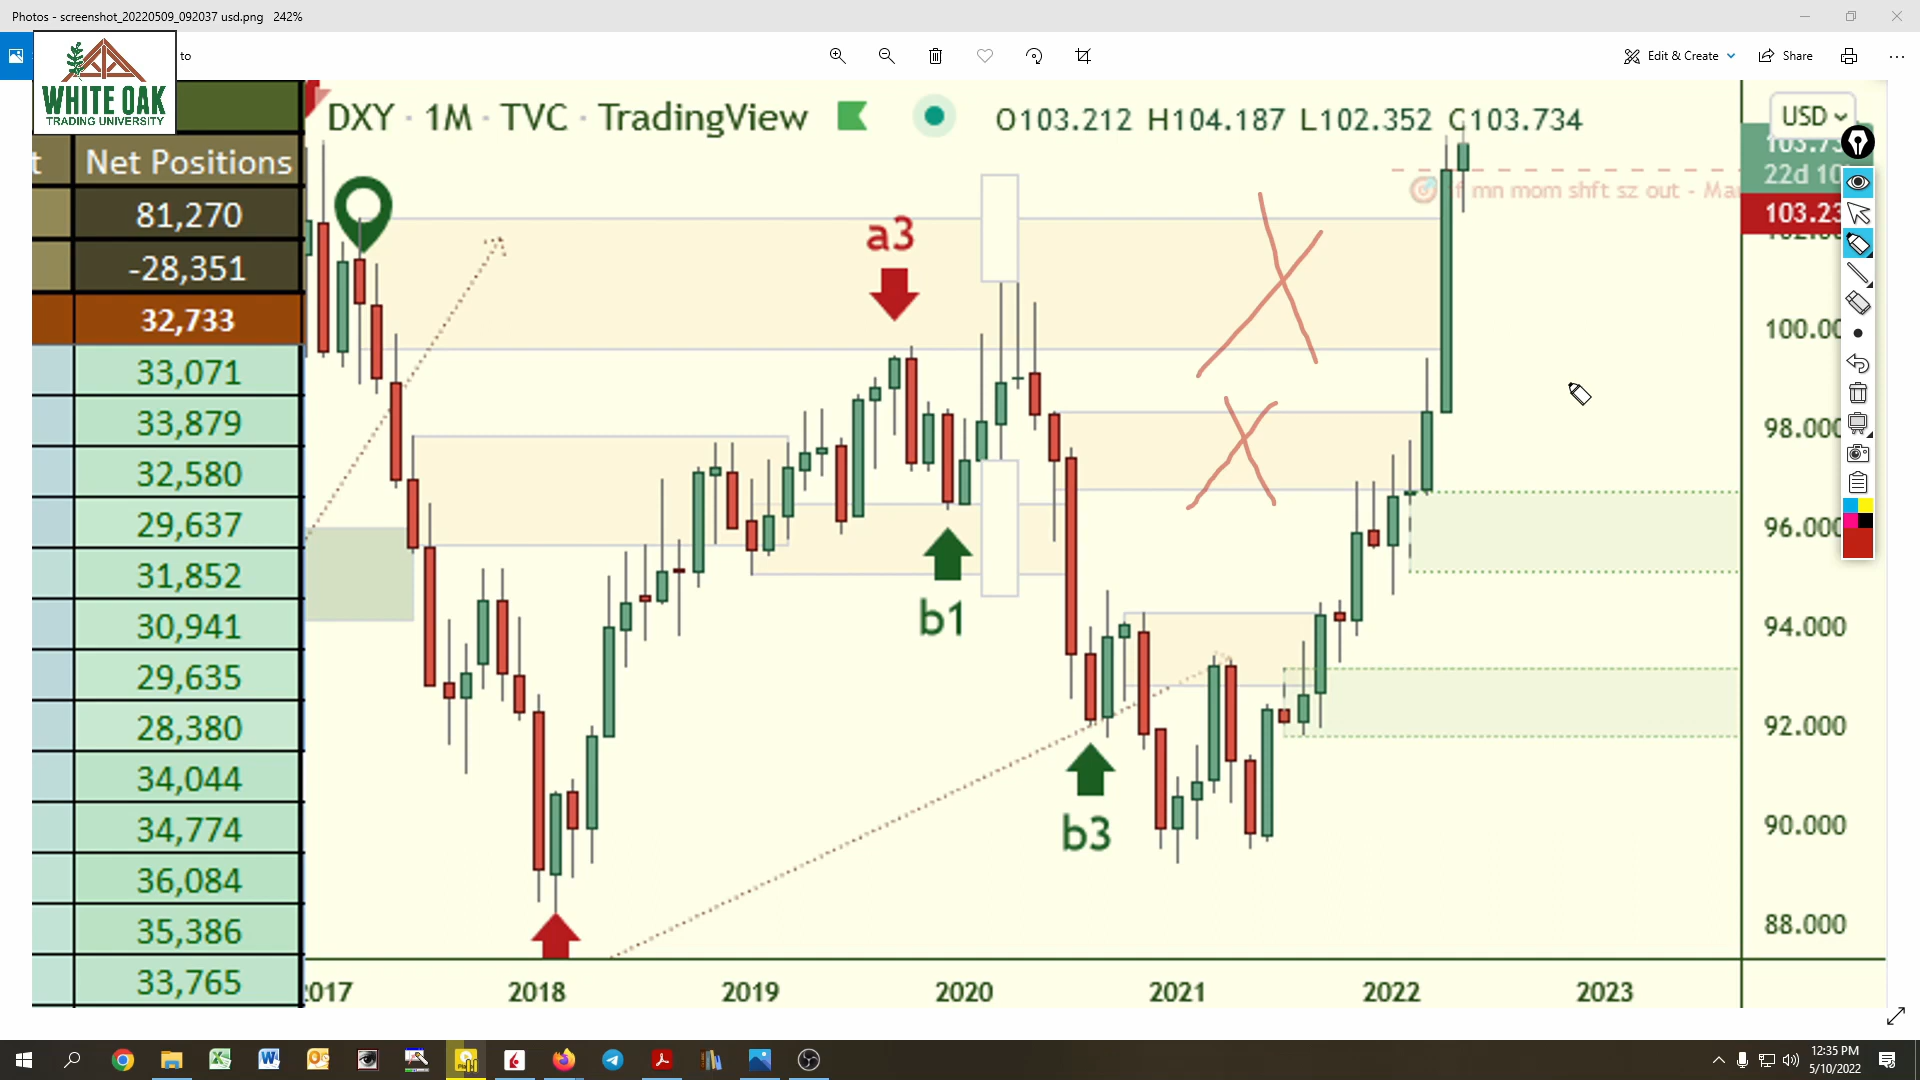 Photos - screenshot_20220509_092037 usd.png   242%
to
Edit & Create
Share
WHITE OAK
TRADING UNIVERSITY
DXY · 1M · TVC · TradingView
O103.212 H104.187 L102.352 C103.734
USD
22d
f mn mom shft sz out -
103.23
t
Net Positions
81,270
-28,351
32,733
33,071
33,879
32,580
29,637
31,852
30,941
29,635
28,380
34,044
34,774
36,084
35,386
33,765
a3
b1
b3
100.00
98.000
96.000
94.000
92.000
90.000
88.000
2018
2019
2020
2021
2022
2023
12:35 PM
5/10/2022